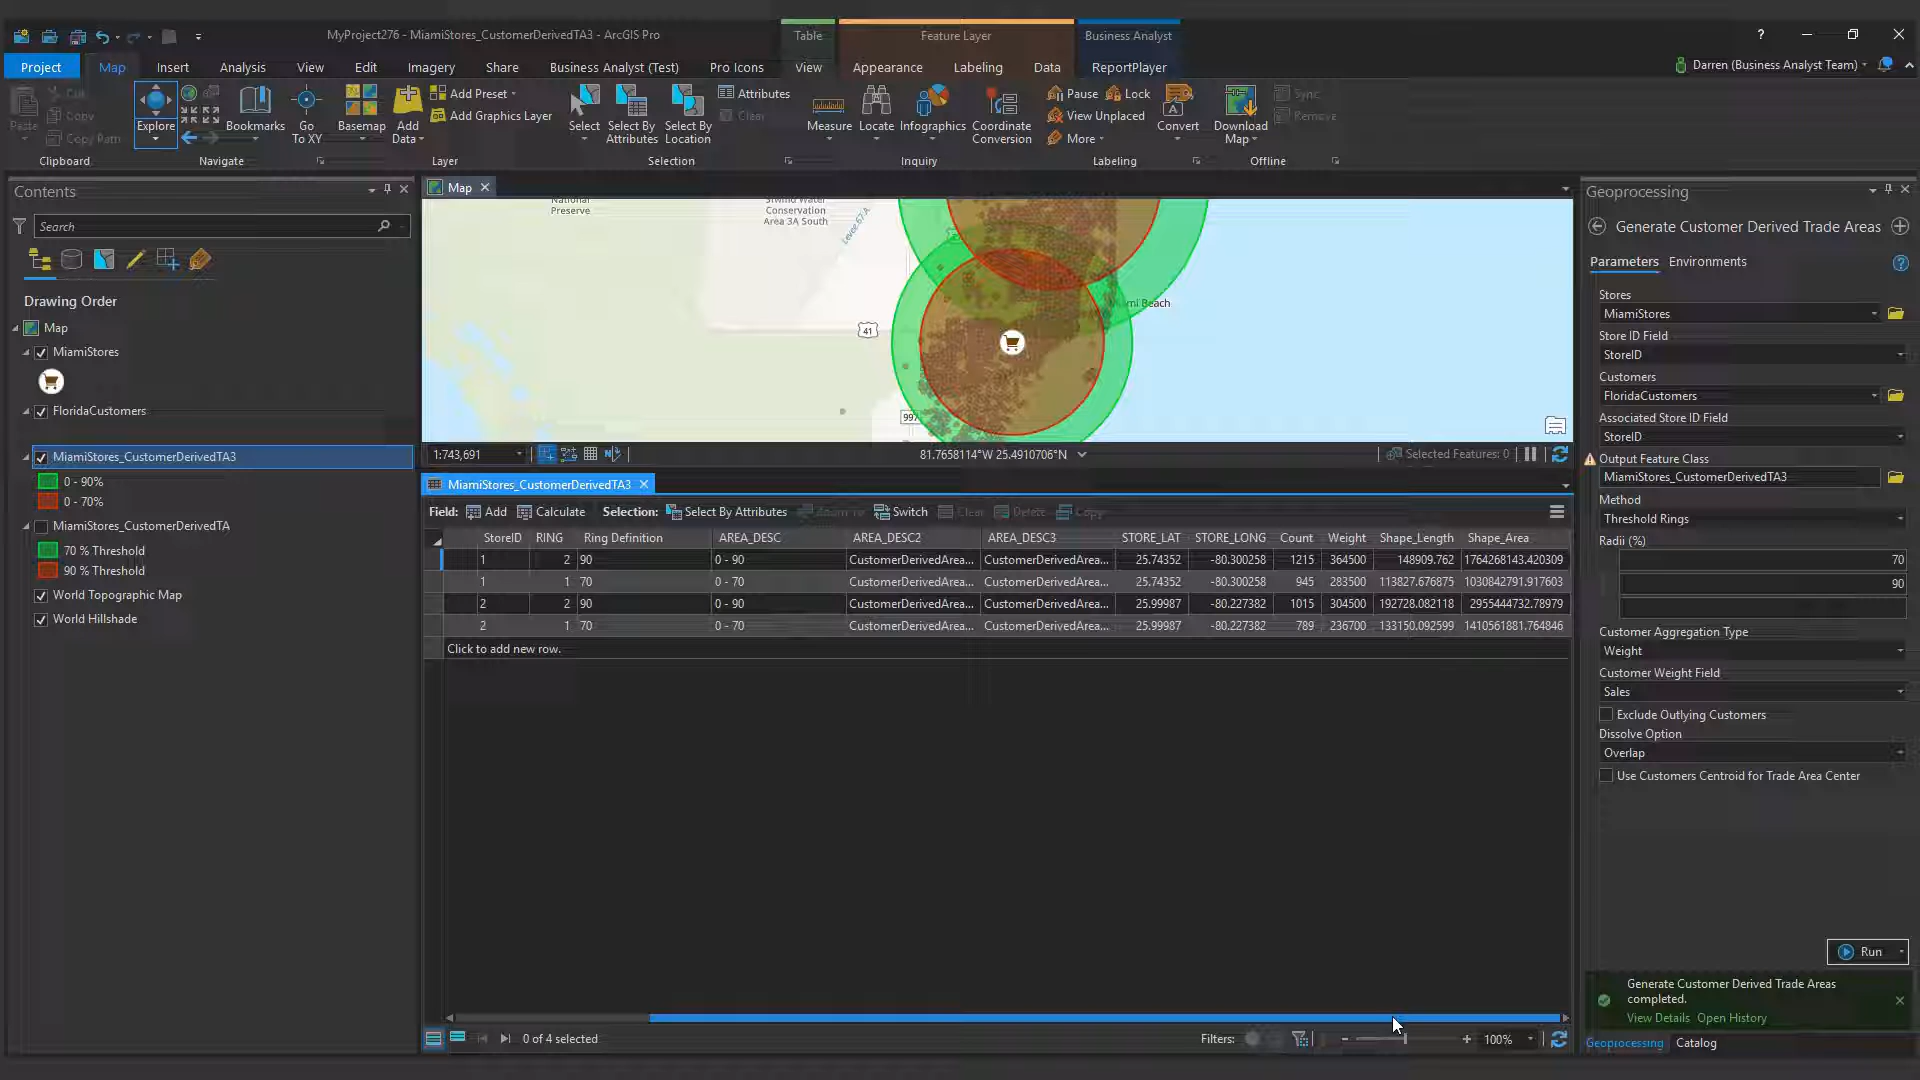 MyProject276 - MiamiStores_CustomerDerivedTA3 - ArcGIS Pro
Table
Feature Layer
Business Analyst
?
Project
Map
Insert
Analysis
View
Edit
Imagery
Share
Business Analyst (Test)
Pro Icons
View
Appearance
Labeling
Data
ReportPlayer
Darren (Business Analyst Team)
Paste
Cut
Copy
Copy Path
Clipboard
Explore
Bookmarks
Go
To XY
Navigate
Basemap
Add
Data
Add Preset
Add Graphics Layer
Layer
Select
Select By
Attributes
Select By
Location
Attributes
Clear
Selection
Measure
Locate
Infographics
Coordinate
Conversion
Inquiry
Pause
Lock
View Unplaced
More
Convert
Labeling
Download
Map
Sync
Remove
Offline
Contents
Search
Drawing Order
Map
MiamiStores
FloridaCustomers
MiamiStores_CustomerDerivedTA3
0 - 90%
0 - 70%
MiamiStores_CustomerDerivedTA
70 % Threshold
90 % Threshold
World Topographic Map
World Hillshade
Map
National
Preserve
Conservation
Area 3A South
Levee 67 A
41
997
Miami Beach
1:743,691
81.7658114°W 25.4910706°N
Selected Features: 0
MiamiStores_CustomerDerivedTA3
Field: Add Calculate Selection: Select By Attributes Zoom To Switch Clear Delete Copy
StoreID RING Ring Definition AREA_DESC AREA_DESC2 AREA_DESC3 STORE_LAT STORE_LONG Count Weight Shape_Length Shape_Area
1 2 90 0 - 90 CustomerDerivedArea... CustomerDerivedArea... 25.74352 -80.300258 1215 364500 148909.762 1764268143.420309
1 1 70 0 - 70 CustomerDerivedArea... CustomerDerivedArea... 25.74352 -80.300258 945 283500 113827.676875 1030842791.917603
2 2 90 0 - 90 CustomerDerivedArea... CustomerDerivedArea... 25.99987 -80.227382 1015 304500 192728.082118 2955444732.78979
2 1 70 0 - 70 CustomerDerivedArea... CustomerDerivedArea... 25.99987 -80.227382 789 236700 133150.092599 1410561881.764846
Click to add new row.
0 of 4 selected
Filters:
100%
Geoprocessing
Generate Customer Derived Trade Areas
Parameters Environments
Stores
MiamiStores
Store ID Field
StoreID
Customers
FloridaCustomers
Associated Store ID Field
StoreID
Output Feature Class
MiamiStores_CustomerDerivedTA3
Method
Threshold Rings
Radii (%)
70
90
Customer Aggregation Type
Weight
Customer Weight Field
Sales
Exclude Outlying Customers
Dissolve Option
Overlap
Use Customers Centroid for Trade Area Center
Run
Generate Customer Derived Trade Areas
completed.
View Details Open History
Geoprocessing Catalog